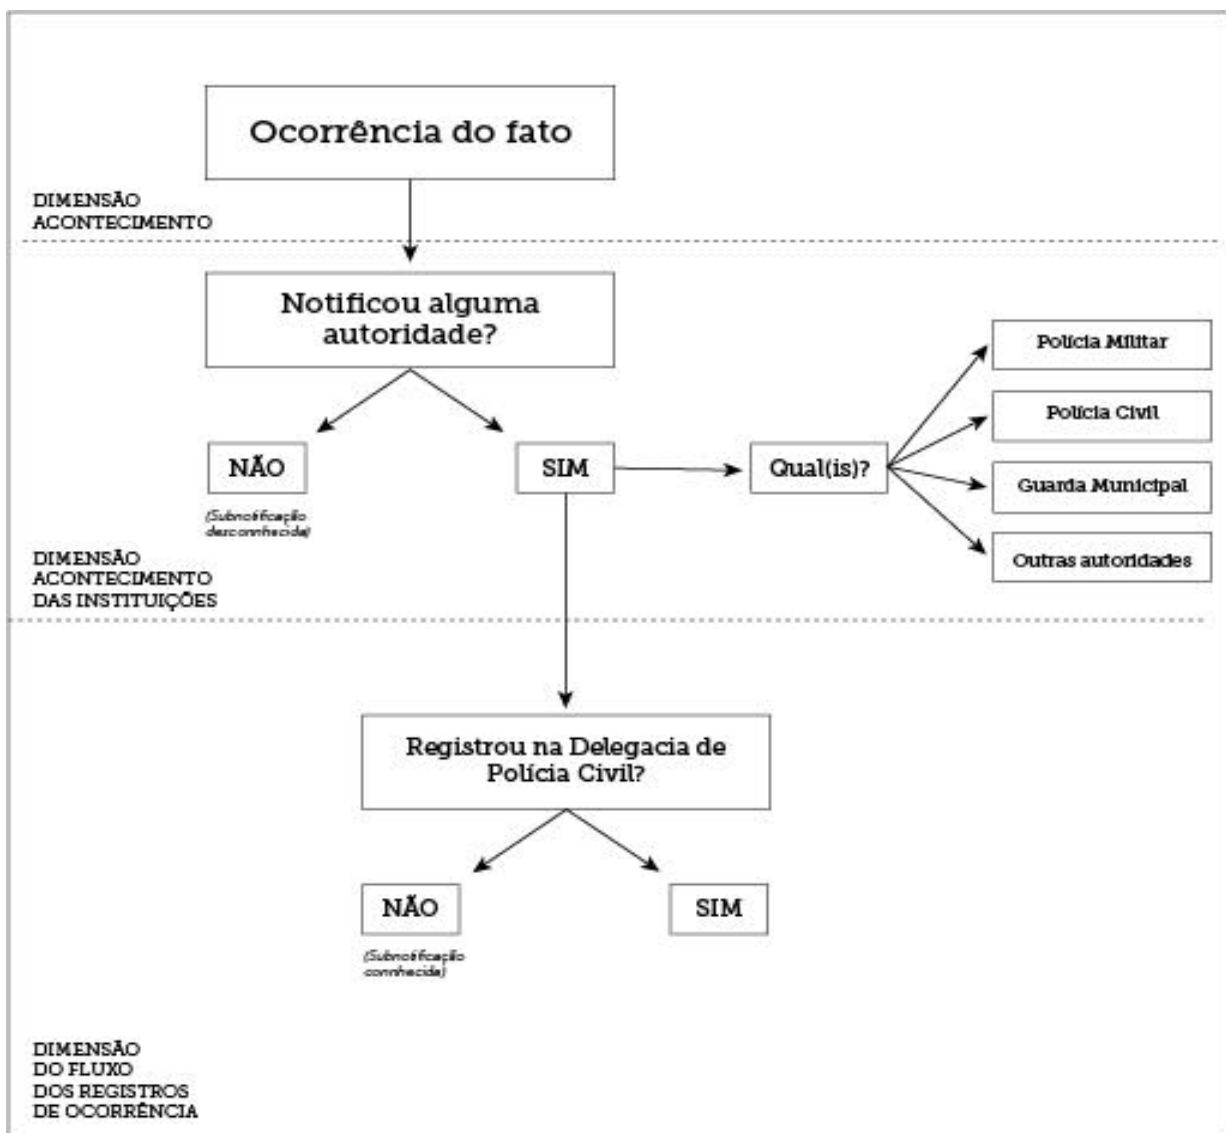 Ocorrência do fato
DIMENSÃO
ACONTECIMENTO
Notificou alguma
autoridade?
NÃO
(Subnotificação
desconnhecida)
SIM
Qual(is)?
Polícia Militar
Polícia Civil
Guarda Municipal
Outras autoridades
DIMENSÃO
ACONTECIMENTO
DAS INSTITUIÇÕES
Registrou na Delegacia de
Polícia Civil?
NÃO
(Subnotificação
connhecida)
SIM
DIMENSÃO
DO FLUXO
DOS REGISTROS
DE OCORRÊNCIA